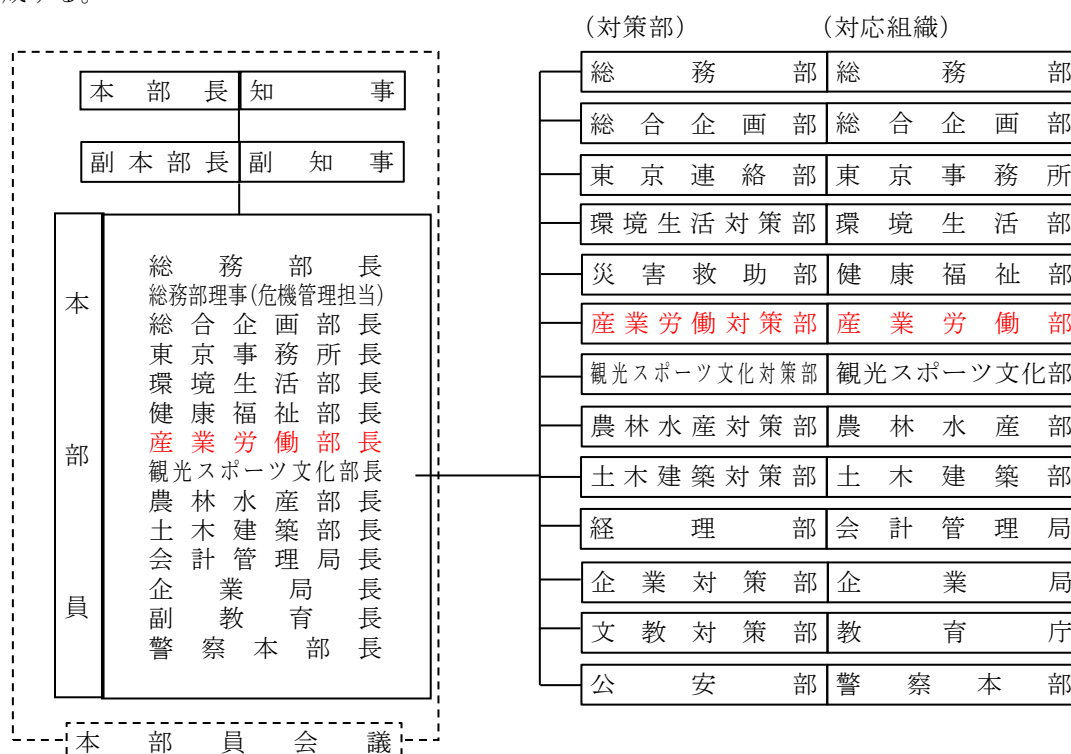 成する。
(対策部) (対応組織)
本部長 知事
副本部長 副知事
本部員
総務部長
総務部理事(危機管理担当)
総合企画部長
東京事務所長
環境生活部長
健康福祉部長
産業労働部長
観光スポーツ文化部長
農林水産部長
土木建築部長
会計管理局長
企業局長
副教育長
警察本部長
本部員会議
総務部 総務部
総合企画部 総合企画部
東京連絡部 東京事務所
環境生活対策部 環境生活部
災害救助部 健康福祉部
産業労働対策部 産業労働部
観光スポーツ文化対策部 観光スポーツ文化部
農林水産対策部 農林水産部
土木建築対策部 土木建築部
経理部 会計管理局
企業対策部 企業局
文教対策部 教育庁
公安部 警察本部